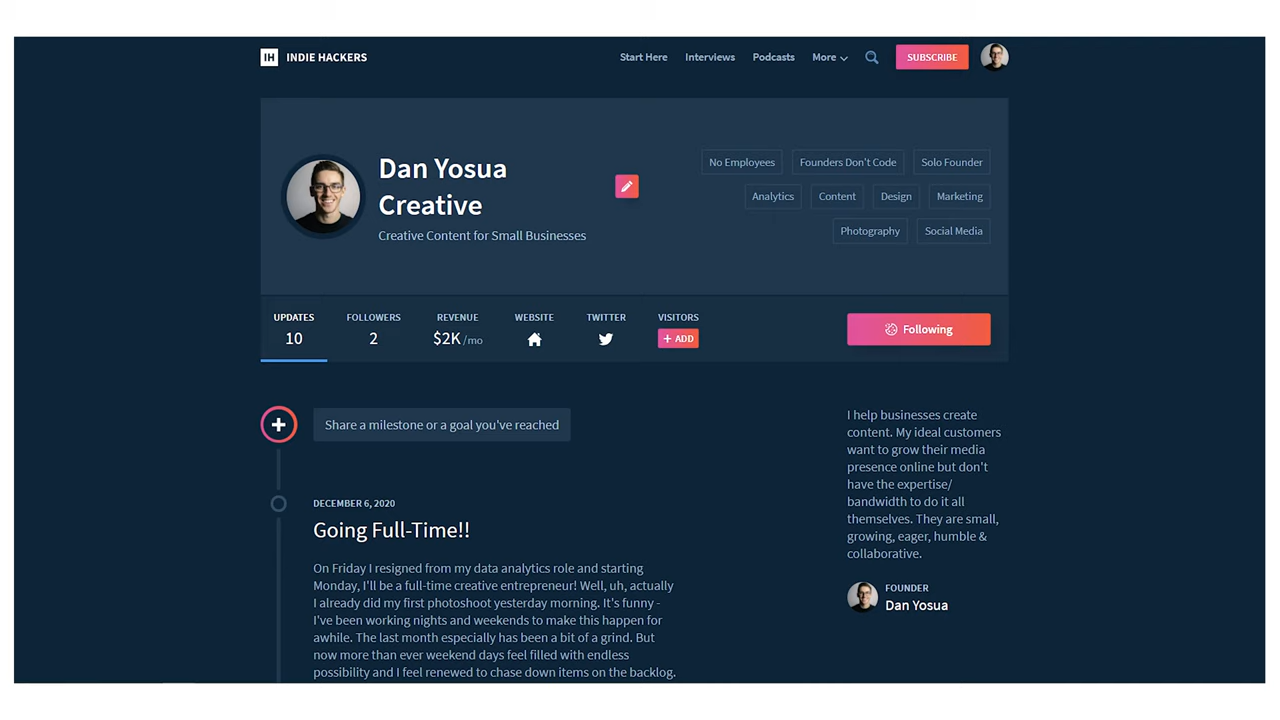 IH INDIE HACKERS
Start Here Interviews Podcasts More SUBSCRIBE
Dan Yosua
Creative
Creative Content for Small Businesses
No Employees Founders Don't Code Solo Founder
Analytics Content Design Marketing
Photography Social Media
UPDATES FOLLOWERS REVENUE WEBSITE TWITTER VISITORS
10 2 $2K /mo + ADD
Following
Share a milestone or a goal you've reached
DECEMBER 6, 2020
Going Full-Time!!
On Friday I resigned from my data analytics role and starting
Monday, I'll be a full-time creative entrepreneur! Well, uh, actually
I already did my first photoshoot yesterday morning. It's funny -
I've been working nights and weekends to make this happen for
awhile. The last month especially has been a bit of a grind. But
now more than ever weekend days feel filled with endless
possibility and I feel renewed to chase down items on the backlog.
I help businesses create
content. My ideal customers
want to grow their media
presence online but don't
have the expertise/
bandwidth to do it all
themselves. They are small,
growing, eager, humble &
collaborative.
FOUNDER
Dan Yosua